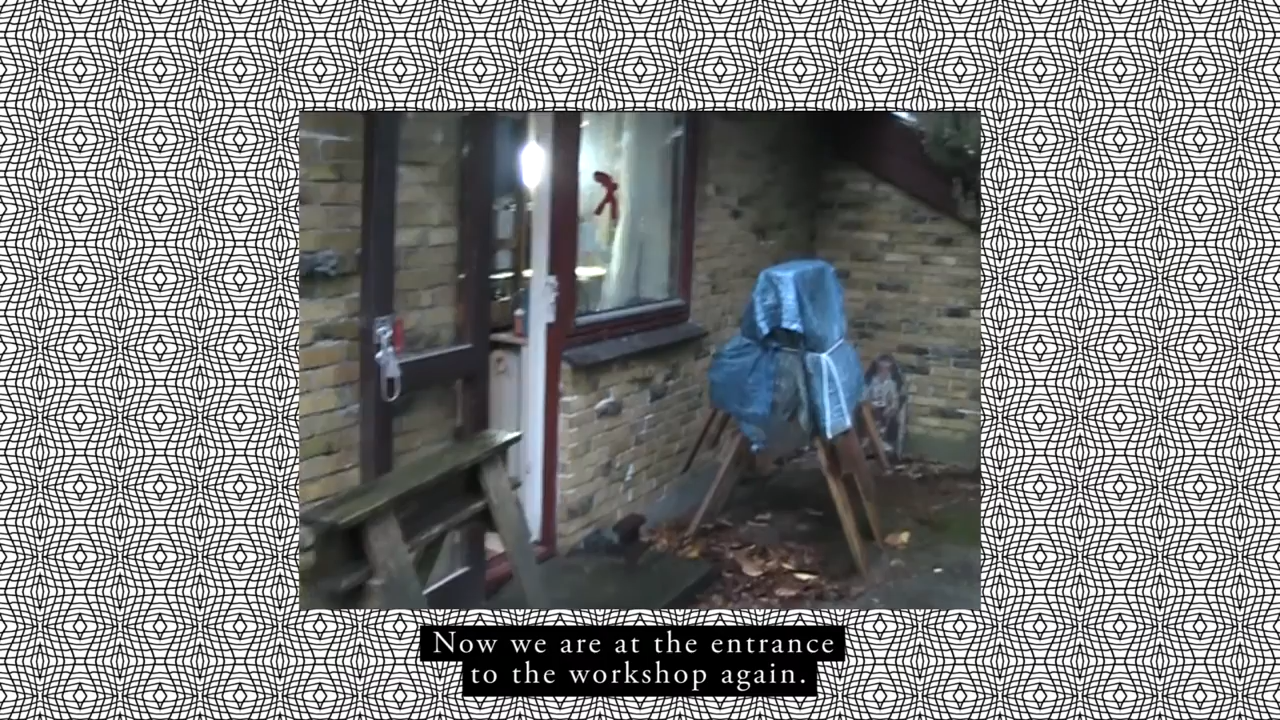 Now we are at the entrance
to the workshop again.